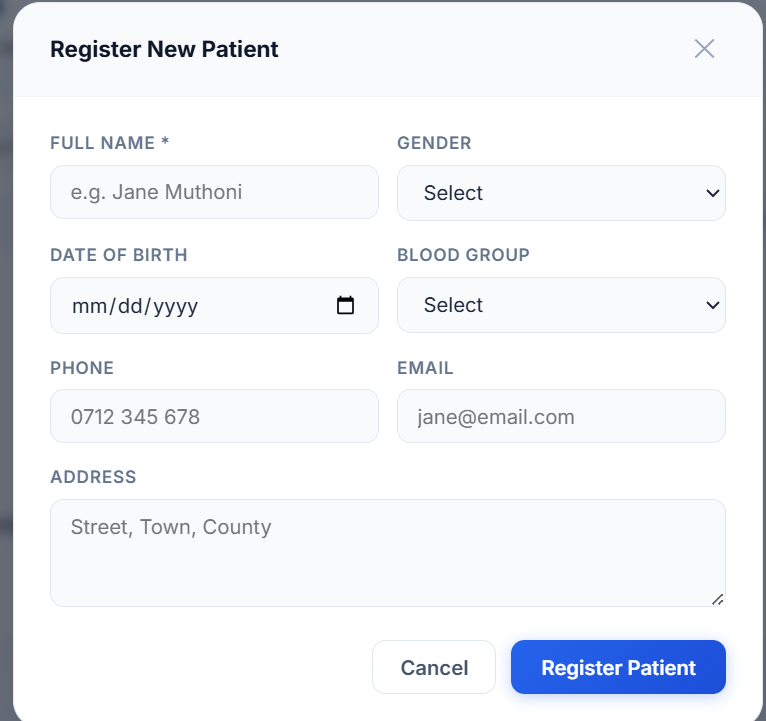 Register New Patient
FULL NAME *
GENDER
e.g. Jane Muthoni
Select
DATE OF BIRTH
BLOOD GROUP
mm/dd/yyyy
Select
PHONE
EMAIL
0712 345 678
jane@email.com
ADDRESS
Street, Town, County
Cancel
Register Patient